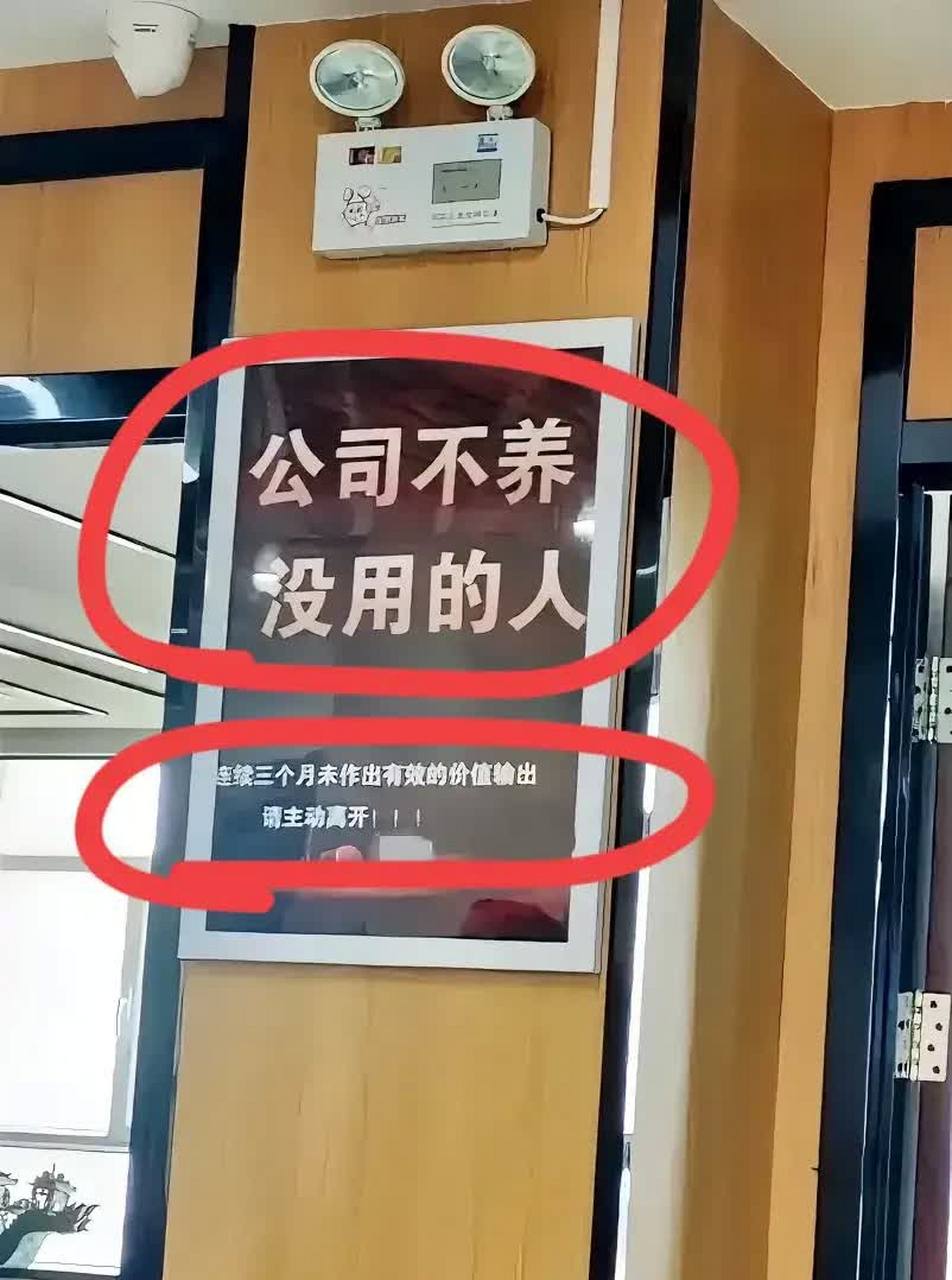 公司不养
没用的人
连续三个月未作出有效的价值输出
请主动离开！！！